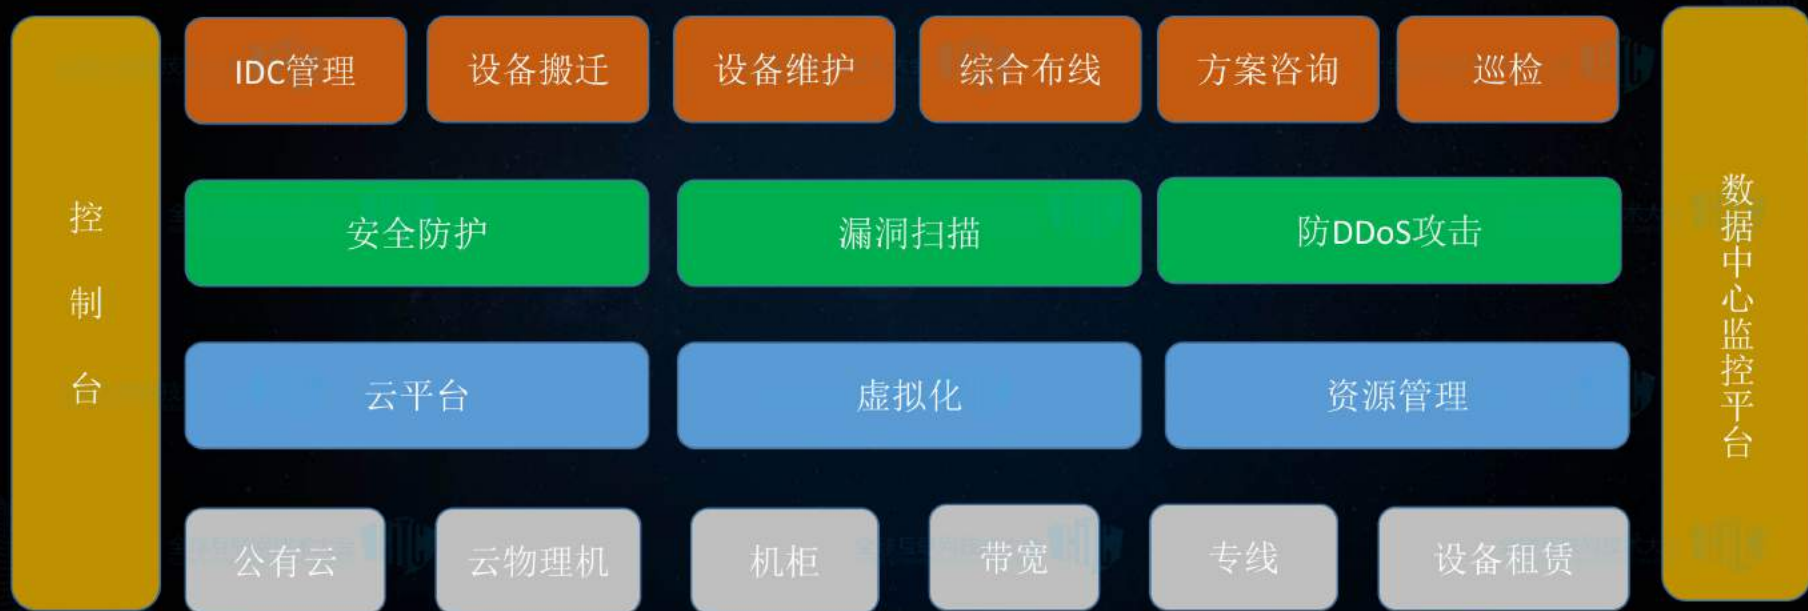 控制台
IDC管理
设备搬迁
设备维护
综合布线
方案咨询
巡检
安全防护
漏洞扫描
防DDoS攻击
云平台
虚拟化
资源管理
公有云
云物理机
机柜
带宽
专线
设备租赁
数据中心监控平台